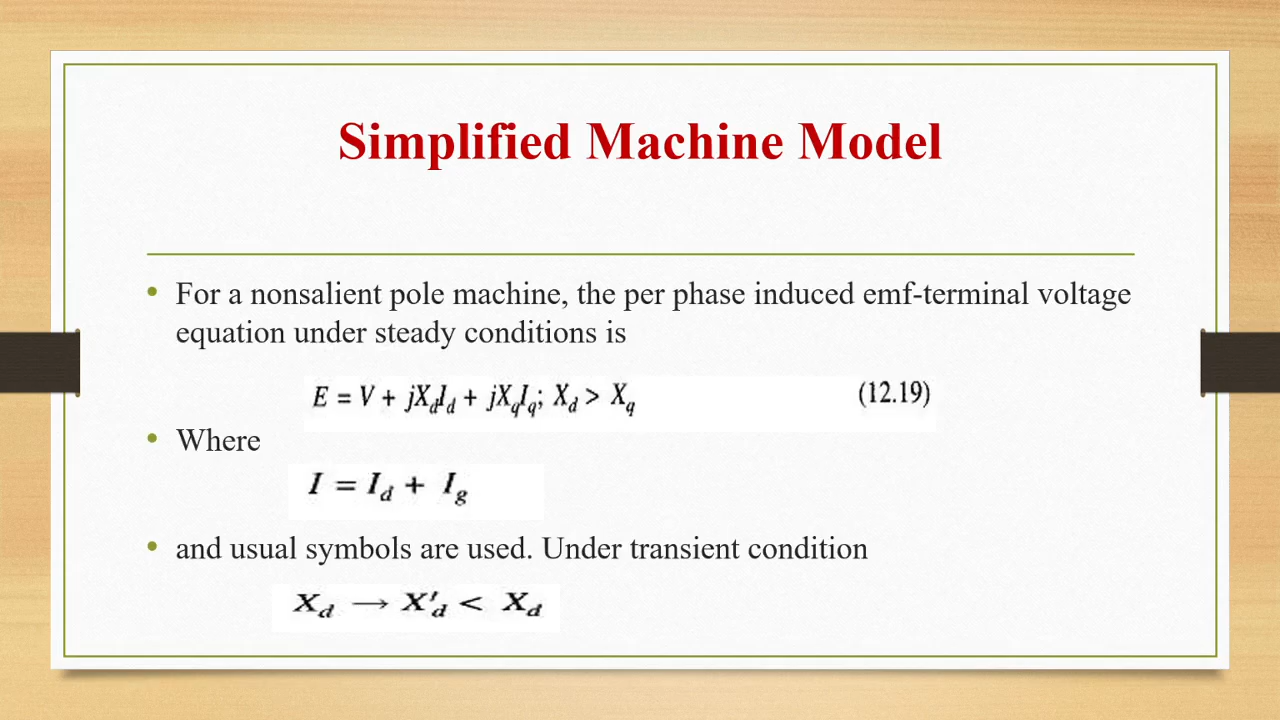 Simplified Machine Model
• For a nonsalient pole machine, the per phase induced emf-terminal voltage
equation under steady conditions is
E = V + jX_dI_d + jX_qI_q; X_d > X_q (12.19)
• Where
I = I_d + I_g
• and usual symbols are used. Under transient condition
X_d → X'_d < X_d